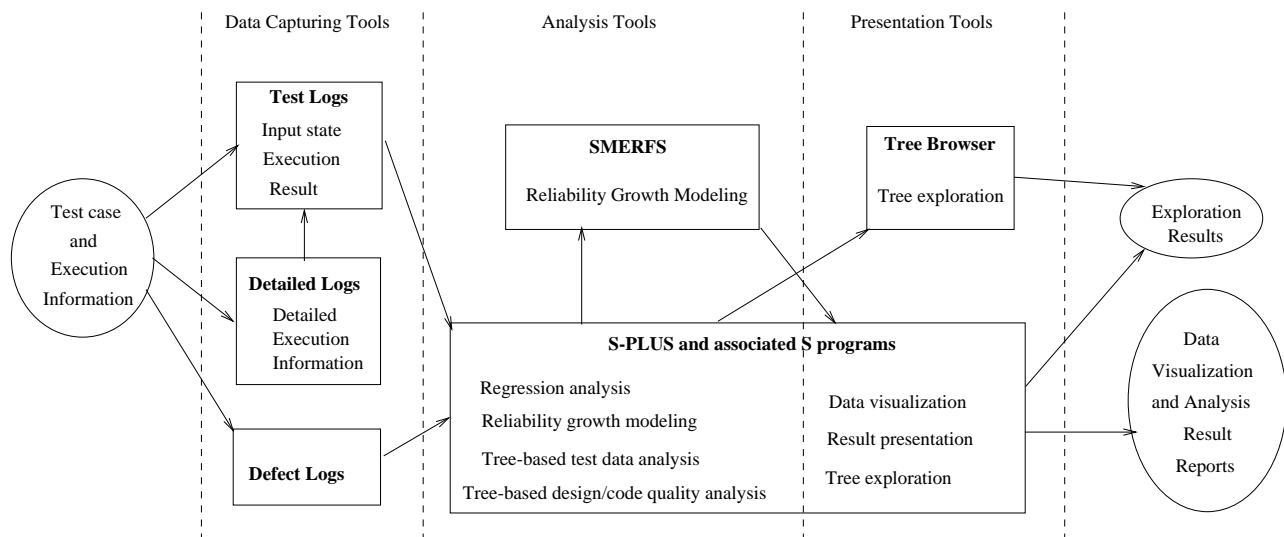 Data Capturing Tools
Analysis Tools
Presentation Tools
Test case
and
Execution
Information
Test Logs
Input state
Execution
Result
Detailed Logs
Detailed
Execution
Information
Defect Logs
SMERFS
Reliability Growth Modeling
S-PLUS and associated S programs
Regression analysis
Reliability growth modeling
Tree-based test data analysis
Tree-based design/code quality analysis
Data visualization
Result presentation
Tree exploration
Tree Browser
Tree exploration
Exploration
Results
Data
Visualization
and Analysis
Result
Reports